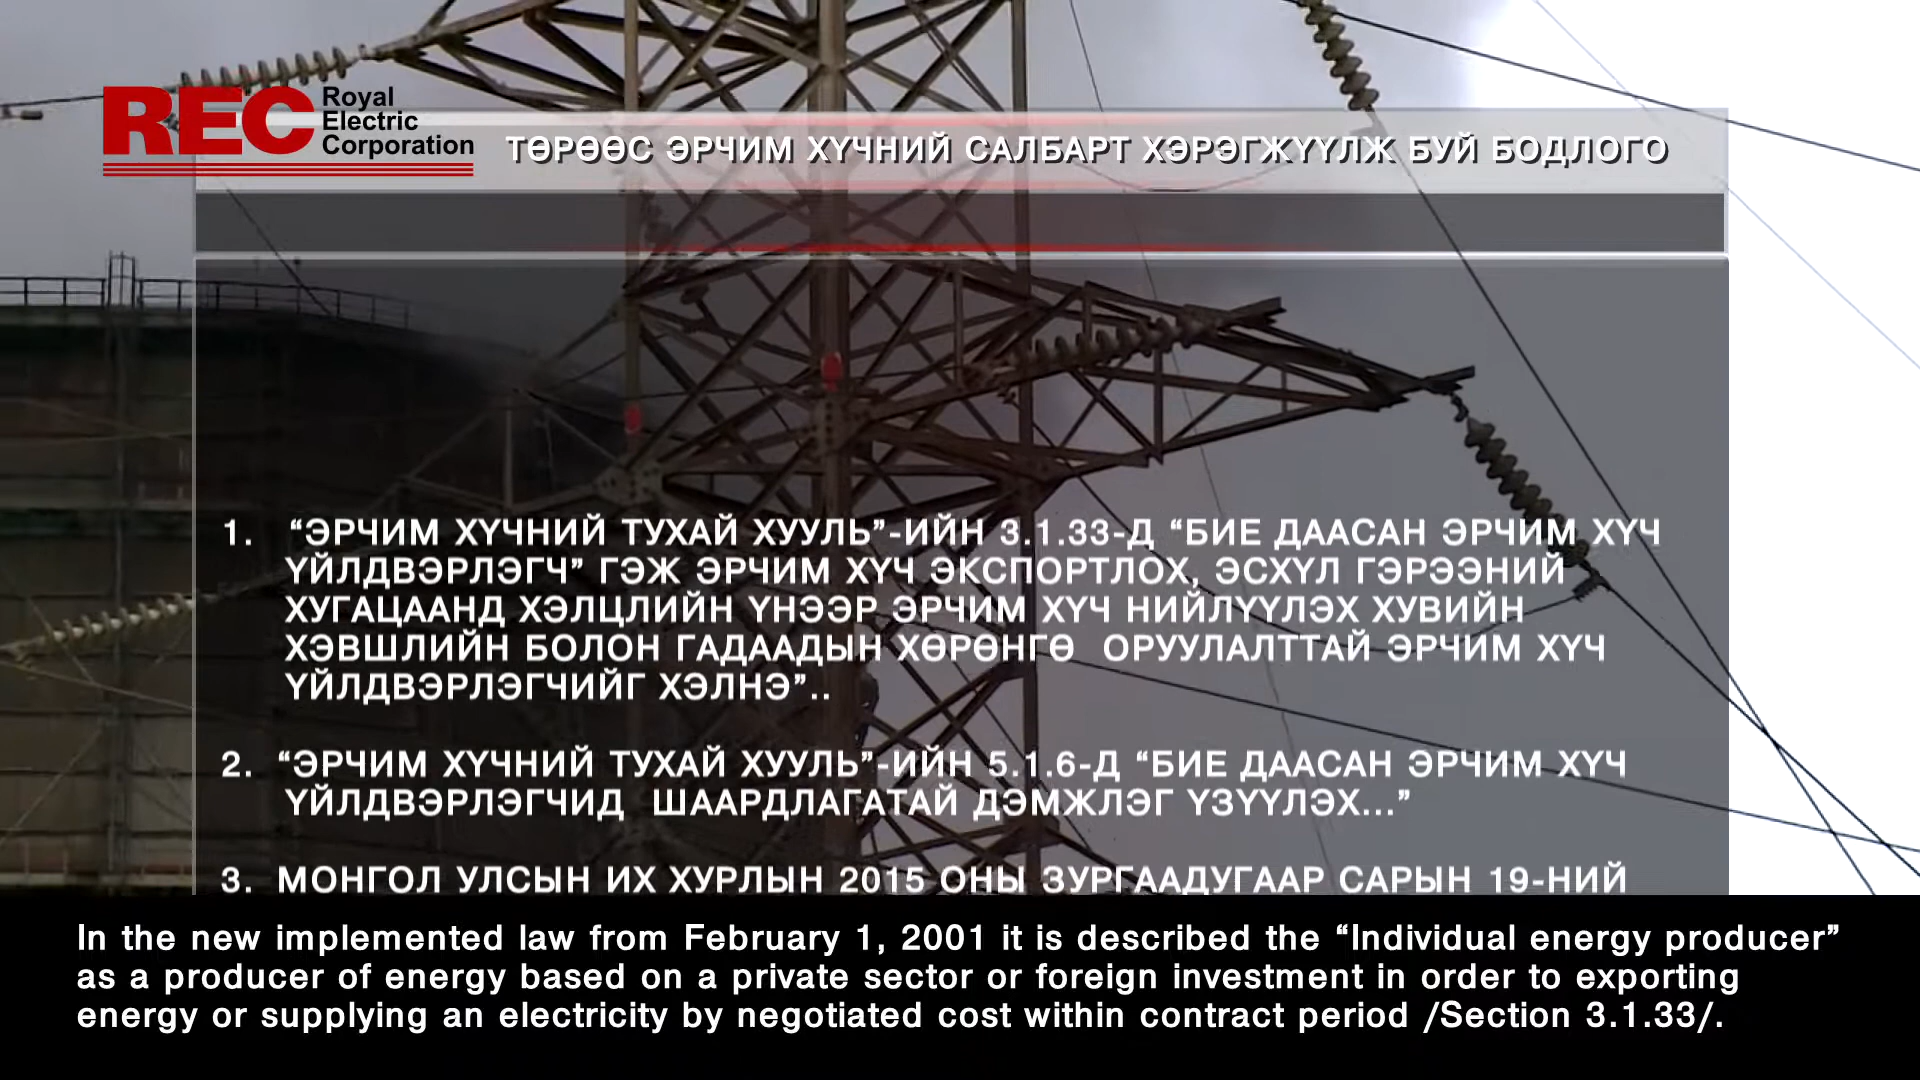 REC
Royal
Electric
Corporation
ТӨРӨӨС ЭРЧИМ ХҮЧНИЙ САЛБАРТ ХЭРЭГЖҮҮЛЖ БУЙ БОДЛОГО
1. “ЭРЧИМ ХҮЧНИЙ ТУХАЙ ХУУЛЬ”-ИЙН 3.1.33-Д “БИЕ ДААСАН ЭРЧИМ ХҮЧ
ҮЙЛДВЭРЛЭГЧ” ГЭЖ ЭРЧИМ ХҮЧ ЭКСПОРТЛОХ, ЭСХҮЛ ГЭРЭЭНИЙ
ХУГАЦААНД ХЭЛЦЛИЙН ҮНЭЭР ЭРЧИМ ХҮЧ НИЙЛҮҮЛЭХ ХУВИЙН
ХЭВШЛИЙН БОЛОН ГАДААДЫН ХӨРӨНГӨ ОРУУЛАЛТТАЙ ЭРЧИМ ХҮЧ
ҮЙЛДВЭРЛЭГЧИЙГ ХЭЛНЭ”..
2. “ЭРЧИМ ХҮЧНИЙ ТУХАЙ ХУУЛЬ”-ИЙН 5.1.6-Д “БИЕ ДААСАН ЭРЧИМ ХҮЧ
ҮЙЛДВЭРЛЭГЧИД ШААРДЛАГАТАЙ ДЭМЖЛЭГ ҮЗҮҮЛЭХ...”
3. МОНГОЛ УЛСЫН ИХ ХУРЛЫН 2015 ОНЫ ЗУРГААДУГААР САРЫН 19-НИЙ
In the new implemented law from February 1, 2001 it is described the “Individual energy producer”
as a producer of energy based on a private sector or foreign investment in order to exporting
energy or supplying an electricity by negotiated cost within contract period /Section 3.1.33/.